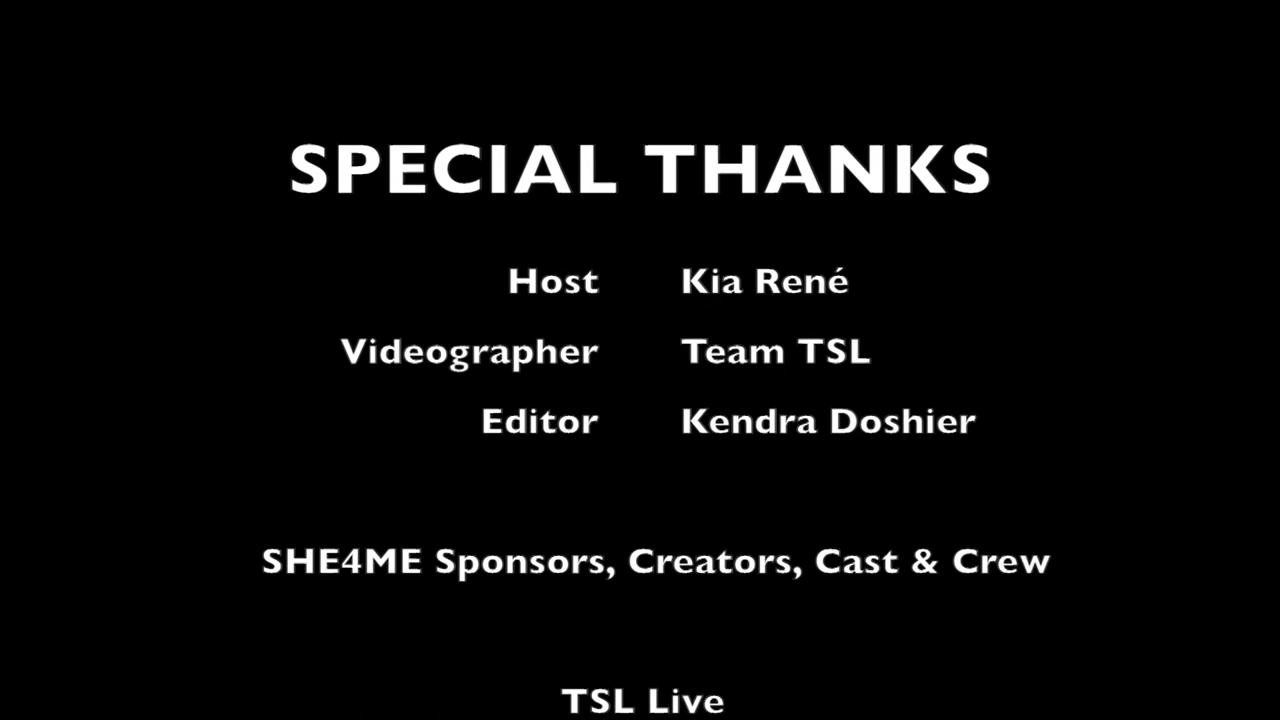 SPECIAL THANKS
Host Kia René
Videographer Team TSL
Editor Kendra Doshier
SHE4ME Sponsors, Creators, Cast & Crew
TSL Live